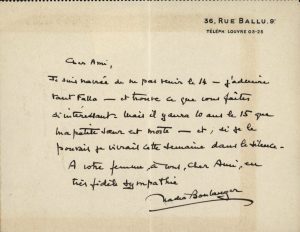 36, RUE BALLU. 9e
TÉLÉPH. LOUVRE 03-25
Cher Ami,
Je suis navrée de ne pas venir le 14 — j'admire
tant Falla — et trouve ce que vous faites
si intéressant. Mais il y aura 10 ans le 15 que
ma petite sœur est morte — et, si je le
pouvais je vivrais cette semaine dans le silence —
A votre femme, à vous, Cher Ami, en
très fidèle sympathie
Nadia Boulanger